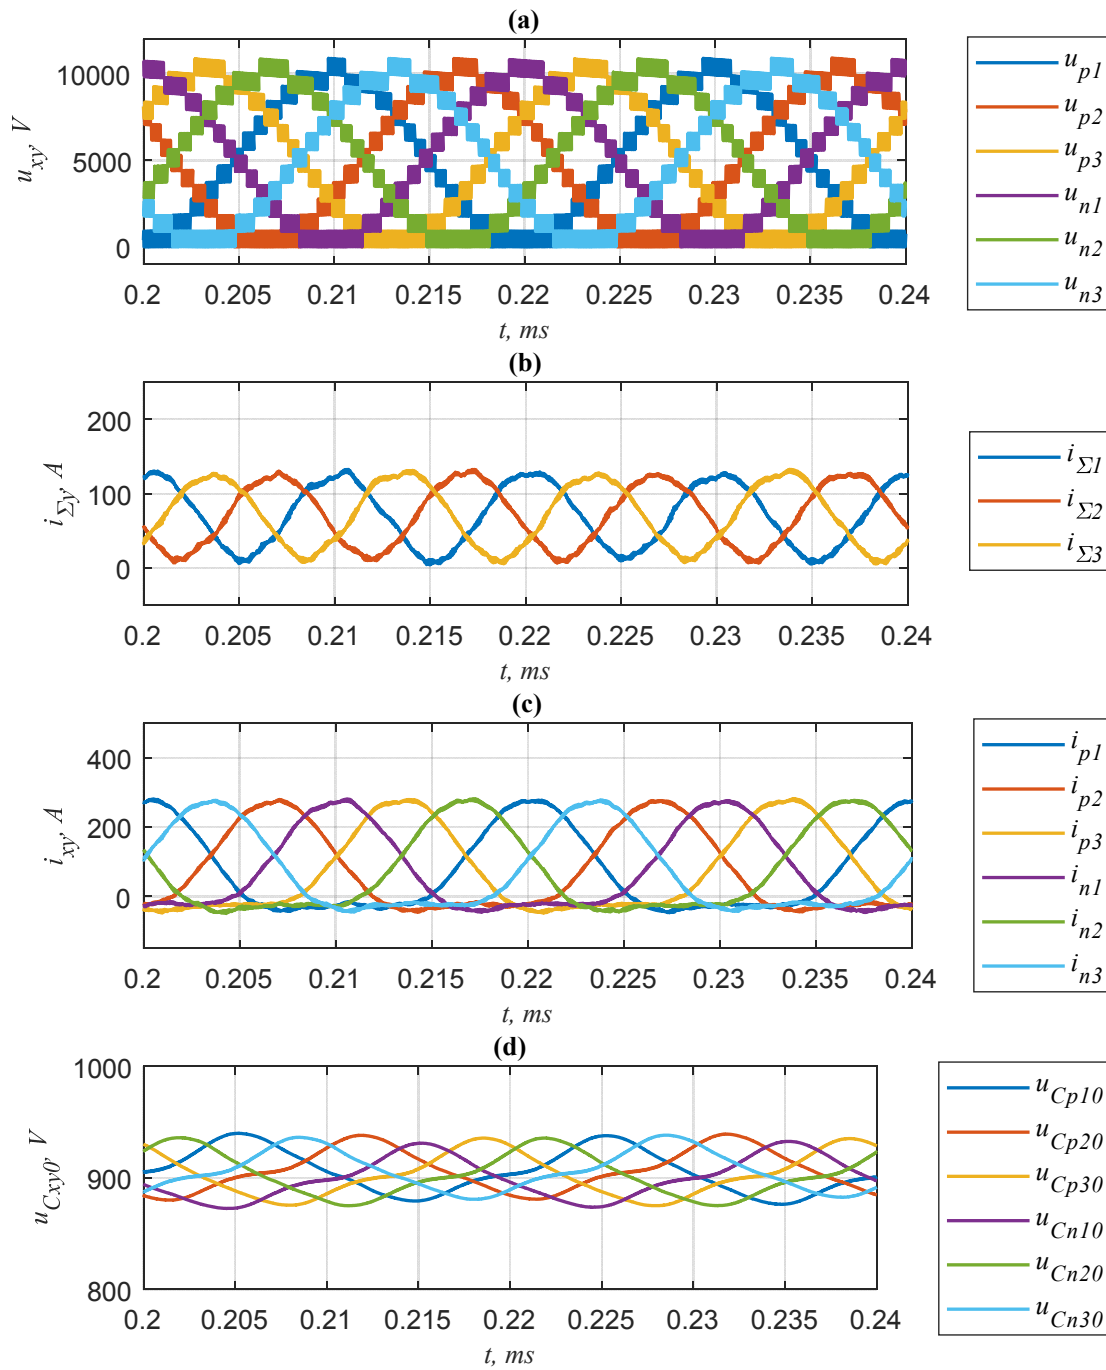 (a)
10000
5000
0
u_xy, V
0.2 0.205 0.21 0.215 0.22 0.225 0.23 0.235 0.24
t, ms
u_p1
u_p2
u_p3
u_n1
u_n2
u_n3
(b)
200
100
0
i_Σy, A
0.2 0.205 0.21 0.215 0.22 0.225 0.23 0.235 0.24
t, ms
i_Σ1
i_Σ2
i_Σ3
(c)
400
200
0
i_xy, A
0.2 0.205 0.21 0.215 0.22 0.225 0.23 0.235 0.24
t, ms
i_p1
i_p2
i_p3
i_n1
i_n2
i_n3
(d)
1000
900
800
u_Cxy0, V
0.2 0.205 0.21 0.215 0.22 0.225 0.23 0.235 0.24
t, ms
u_Cp10
u_Cp20
u_Cp30
u_Cn10
u_Cn20
u_Cn30